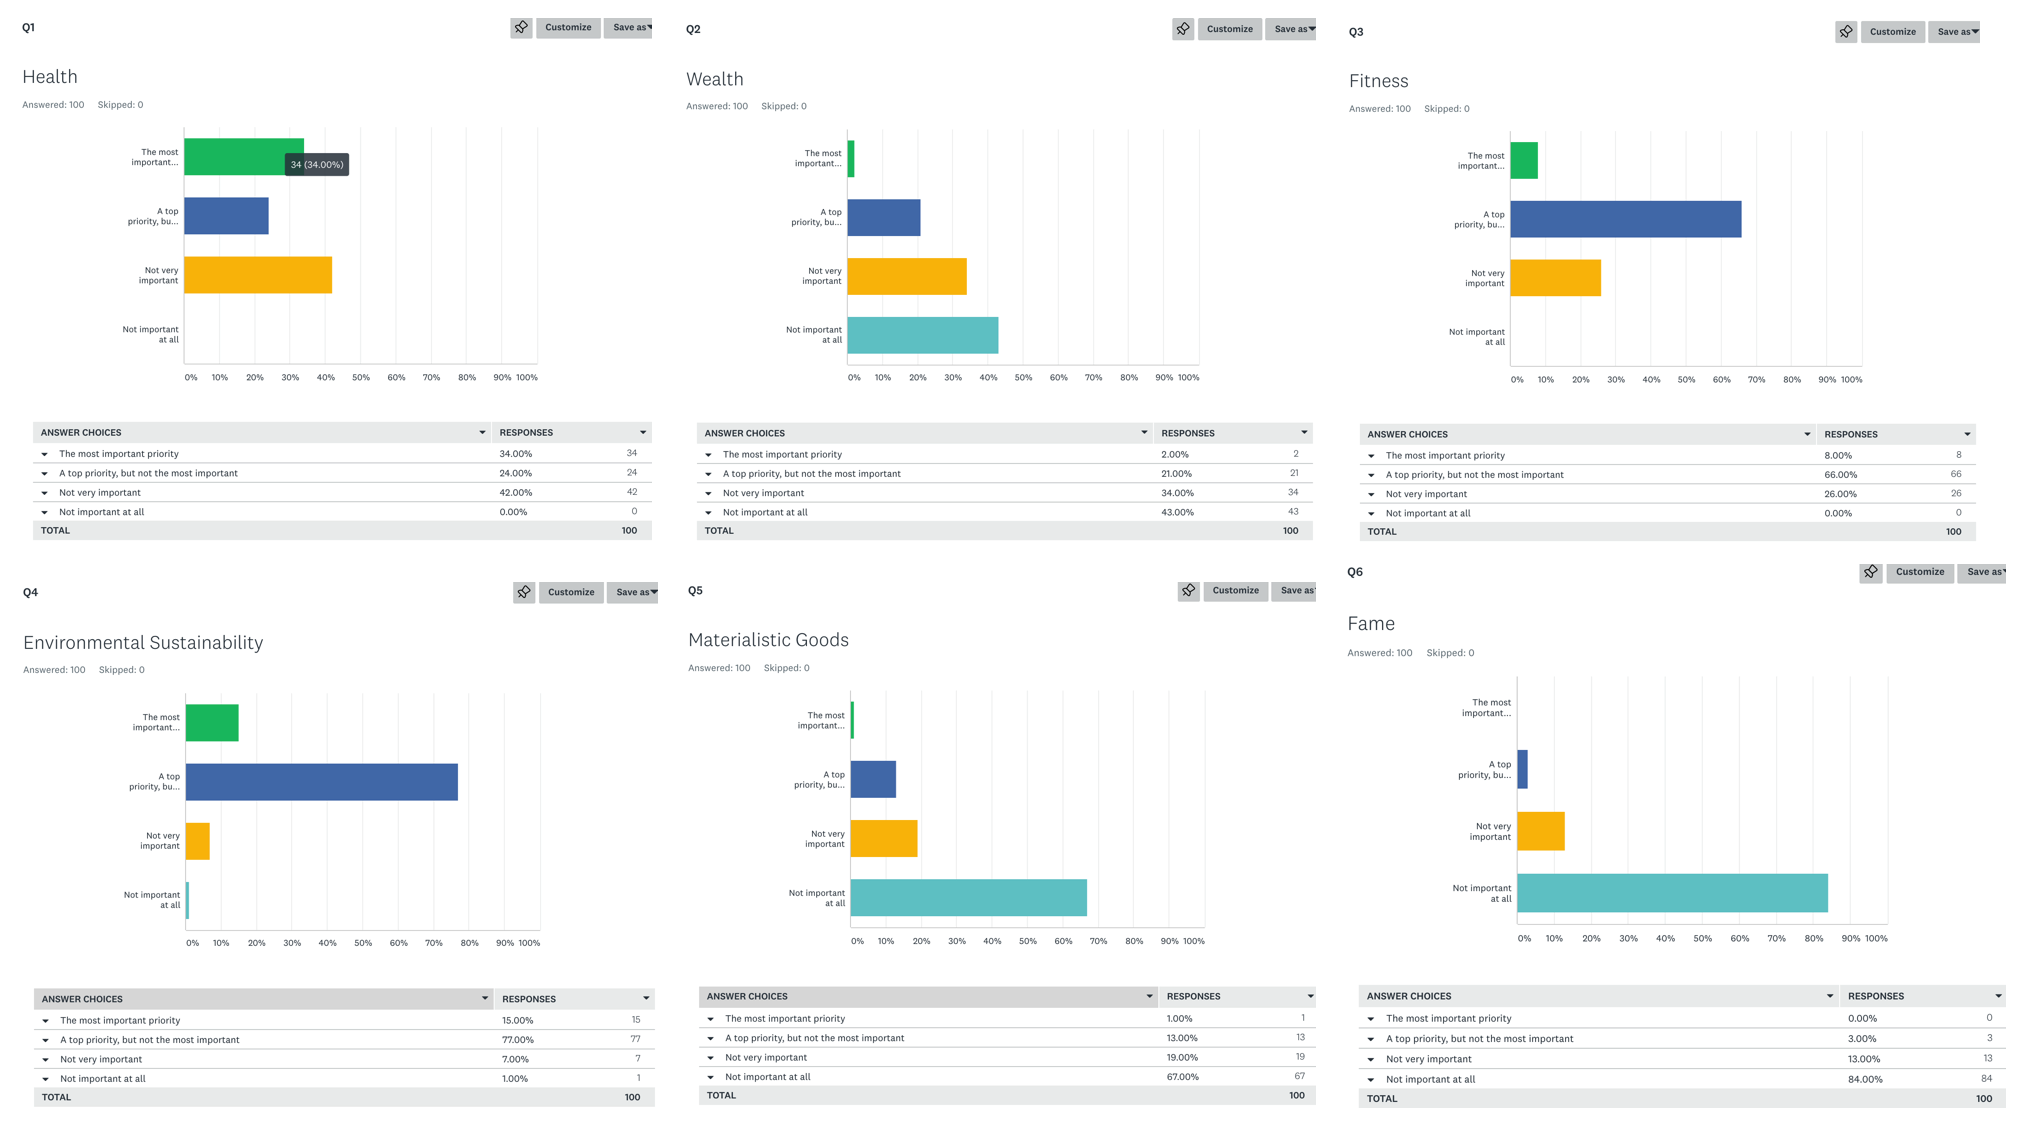 Q1
Customize
Save as
Health
Answered: 100 Skipped: 0
The most
important...
34 (34.00%)
A top
priority, bu...
Not very
important
Not important
at all
0% 10% 20% 30% 40% 50% 60% 70% 80% 90% 100%
ANSWER CHOICES RESPONSES
The most important priority 34.00% 34
A top priority, but not the most important 24.00% 24
Not very important 42.00% 42
Not important at all 0.00% 0
TOTAL 100
Q2
Customize
Save as
Wealth
Answered: 100 Skipped: 0
The most
important...
A top
priority, bu...
Not very
important
Not important
at all
0% 10% 20% 30% 40% 50% 60% 70% 80% 90% 100%
ANSWER CHOICES RESPONSES
The most important priority 2.00% 2
A top priority, but not the most important 21.00% 21
Not very important 34.00% 34
Not important at all 43.00% 43
TOTAL 100
Q3
Customize
Save as
Fitness
Answered: 100 Skipped: 0
The most
important...
A top
priority, bu...
Not very
important
Not important
at all
0% 10% 20% 30% 40% 50% 60% 70% 80% 90% 100%
ANSWER CHOICES RESPONSES
The most important priority 8.00% 8
A top priority, but not the most important 66.00% 66
Not very important 26.00% 26
Not important at all 0.00% 0
TOTAL 100
Q4
Customize
Save as
Environmental Sustainability
Answered: 100 Skipped: 0
The most
important...
A top
priority, bu...
Not very
important
Not important
at all
0% 10% 20% 30% 40% 50% 60% 70% 80% 90% 100%
ANSWER CHOICES RESPONSES
The most important priority 15.00% 15
A top priority, but not the most important 77.00% 77
Not very important 7.00% 7
Not important at all 1.00% 1
TOTAL 100
Q5
Customize
Save as
Materialistic Goods
Answered: 100 Skipped: 0
The most
important...
A top
priority, bu...
Not very
important
Not important
at all
0% 10% 20% 30% 40% 50% 60% 70% 80% 90% 100%
ANSWER CHOICES RESPONSES
The most important priority 1.00% 1
A top priority, but not the most important 13.00% 13
Not very important 19.00% 19
Not important at all 67.00% 67
TOTAL 100
Q6
Customize
Save as
Fame
Answered: 100 Skipped: 0
The most
important...
A top
priority, bu...
Not very
important
Not important
at all
0% 10% 20% 30% 40% 50% 60% 70% 80% 90% 100%
ANSWER CHOICES RESPONSES
The most important priority 0.00% 0
A top priority, but not the most important 3.00% 3
Not very important 13.00% 13
Not important at all 84.00% 84
TOTAL 100